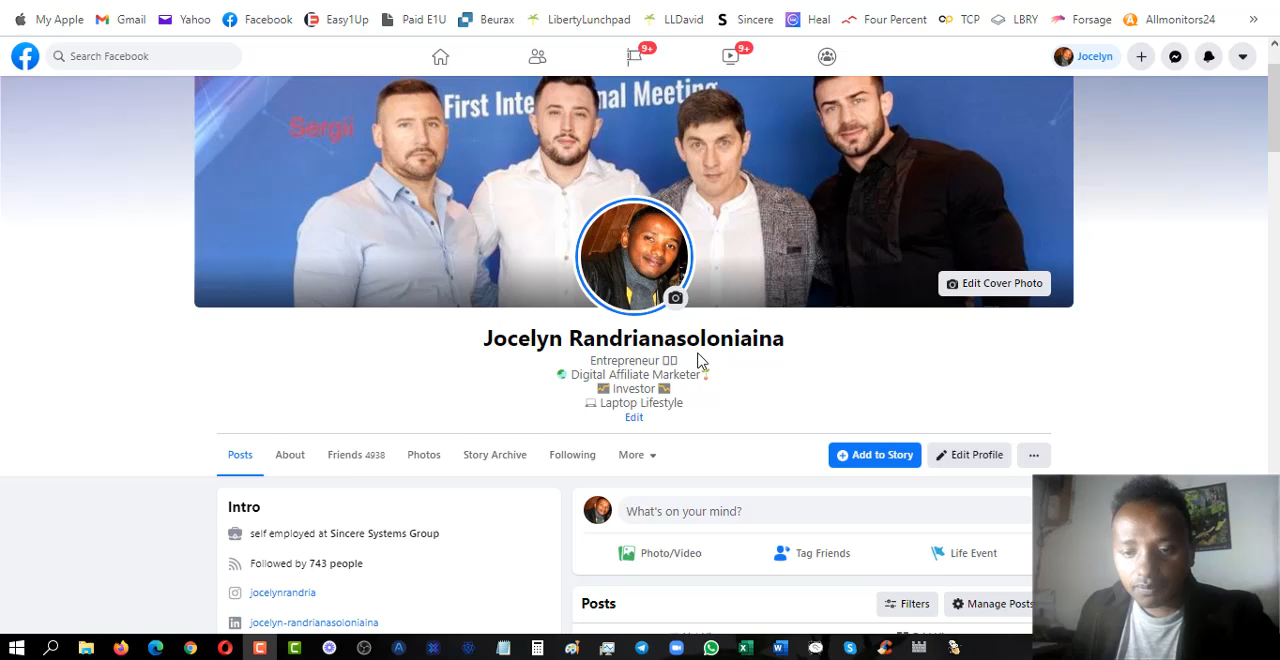 My Apple Gmail Yahoo Facebook Easy1Up Paid E1U Beurax LibertyLunchpad LLDavid Sincere Heal Four Percent TCP LBRY Forsage Allmonitors24 »
Search Facebook 9+ 9+ Jocelyn
First Inte nal Meeting
Sergii
Edit Cover Photo
Jocelyn Randrianasoloniaina
Entrepreneur
Digital Affiliate Marketer
Investor
Laptop Lifestyle
Edit
Posts About Friends 4938 Photos Story Archive Following More Add to Story Edit Profile ...
Intro
self employed at Sincere Systems Group
Followed by 743 people
jocelynrandria
jocelyn-randrianasoloniaina
What's on your mind?
Photo/Video Tag Friends Life Event
Posts Filters Manage Posts